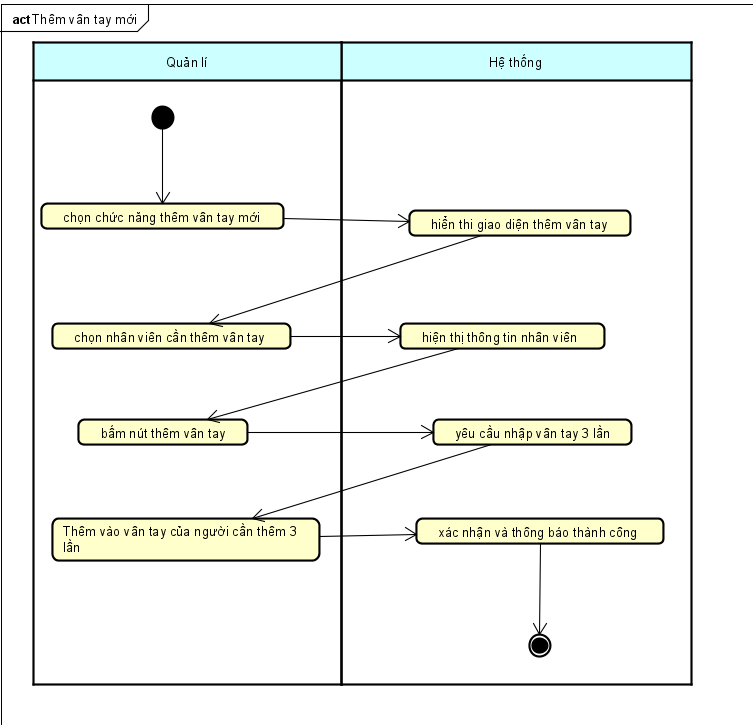 act Thêm vân tay mới
Quản lí
Hệ thống
chọn chức năng thêm vân tay mới
hiển thi giao diện thêm vân tay
chọn nhân viên cần thêm vân tay
hiện thị thông tin nhân viên
bấm nút thêm vân tay
yêu cầu nhập vân tay 3 lần
Thêm vào vân tay của người cần thêm 3
lần
xác nhận và thông báo thành công